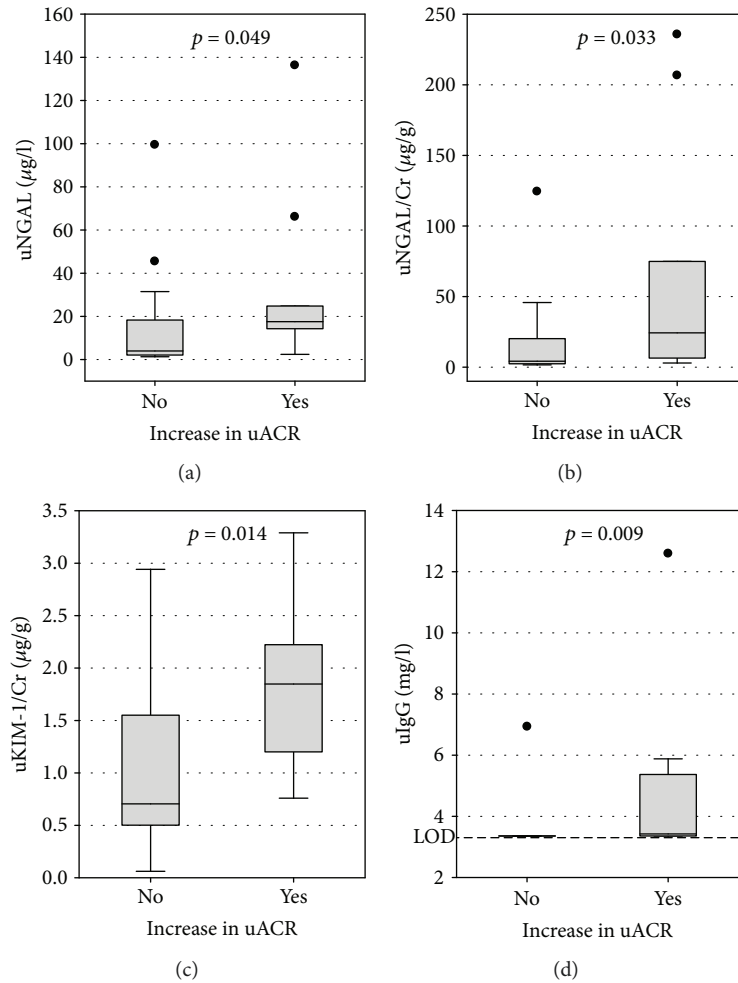 160
140
120
100
80
60
40
20
0
uNGAL (μg/l)
p = 0.049
No
Yes
Increase in uACR
(a)
250
200
150
100
50
0
uNGAL/Cr (μg/g)
p = 0.033
No
Yes
Increase in uACR
(b)
3.5
3.0
2.5
2.0
1.5
1.0
0.5
0.0
uKIM-1/Cr (μg/g)
p = 0.014
No
Yes
Increase in uACR
(c)
14
12
10
8
6
4
LOD
2
uIgG (mg/l)
p = 0.009
No
Yes
Increase in uACR
(d)